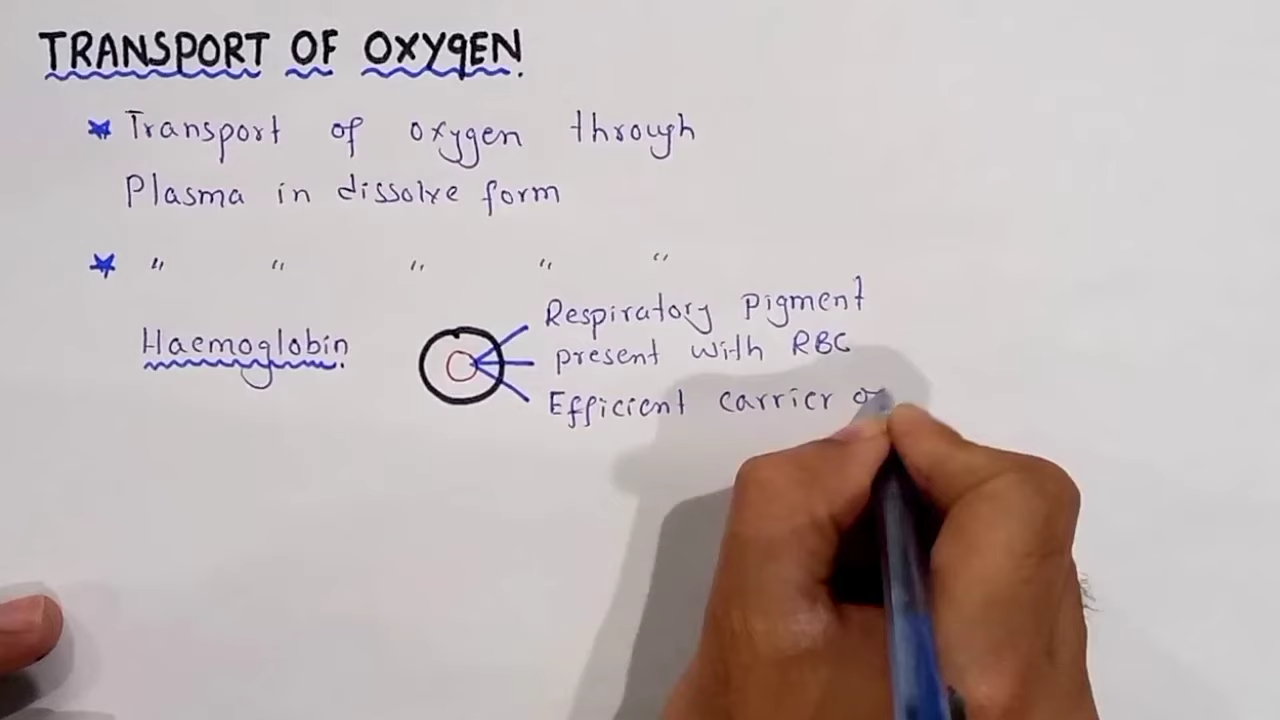 TRANSPORT OF OXYGEN.
Transport of oxygen through
Plasma in dissolve form
" " " " "
Respiratory pigment
Haemoglobin.
present with RBC
Efficient carrier